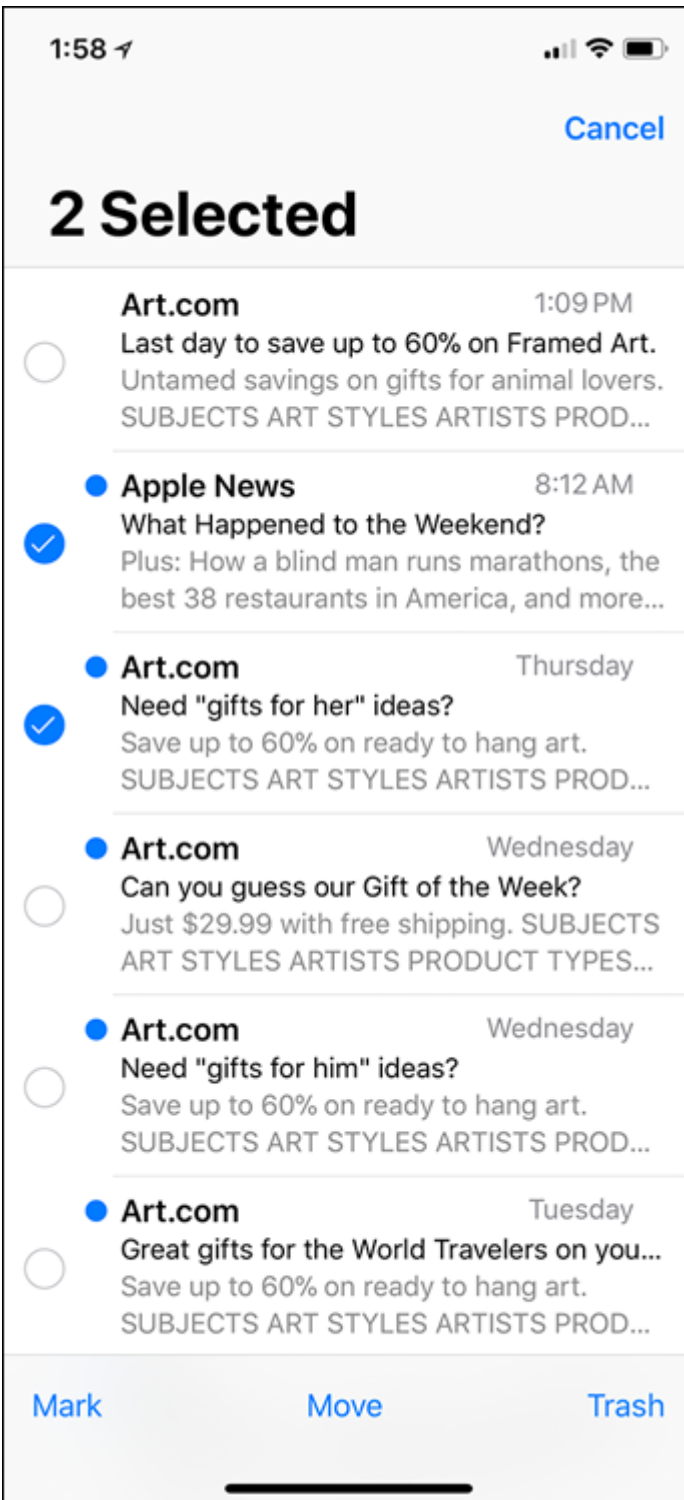 1:58
Cancel
2 Selected
Art.com 1:09 PM
Last day to save up to 60% on Framed Art.
Untamed savings on gifts for animal lovers.
SUBJECTS ART STYLES ARTISTS PROD...
Apple News 8:12 AM
What Happened to the Weekend?
Plus: How a blind man runs marathons, the
best 38 restaurants in America, and more...
Art.com Thursday
Need "gifts for her" ideas?
Save up to 60% on ready to hang art.
SUBJECTS ART STYLES ARTISTS PROD...
Art.com Wednesday
Can you guess our Gift of the Week?
Just $29.99 with free shipping. SUBJECTS
ART STYLES ARTISTS PRODUCT TYPES...
Art.com Wednesday
Need "gifts for him" ideas?
Save up to 60% on ready to hang art.
SUBJECTS ART STYLES ARTISTS PROD...
Art.com Tuesday
Great gifts for the World Travelers on you...
Save up to 60% on ready to hang art.
SUBJECTS ART STYLES ARTISTS PROD...
Mark Move Trash